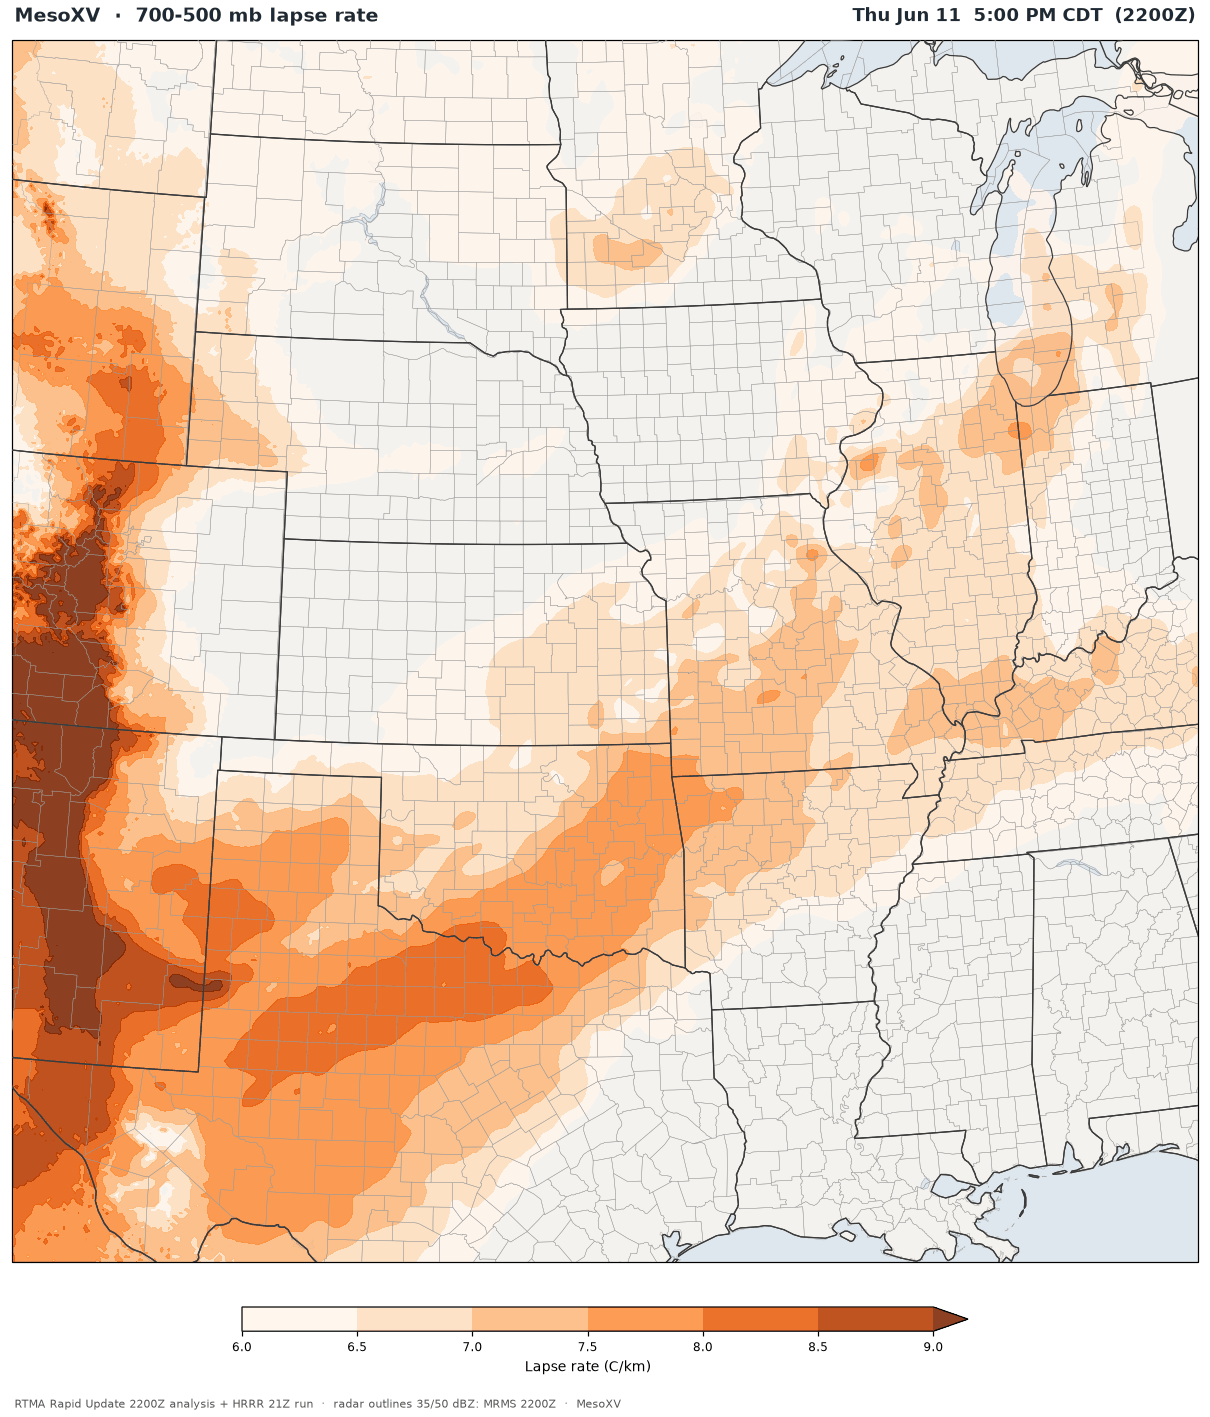 MesoXV · 700-500 mb lapse rate
Thu Jun 11 5:00 PM CDT (2200Z)
6.0 6.5 7.0 7.5 8.0 8.5 9.0
Lapse rate (C/km)
RTMA Rapid Update 2200Z analysis + HRRR 21Z run · radar outlines 35/50 dBZ: MRMS 2200Z · MesoXV